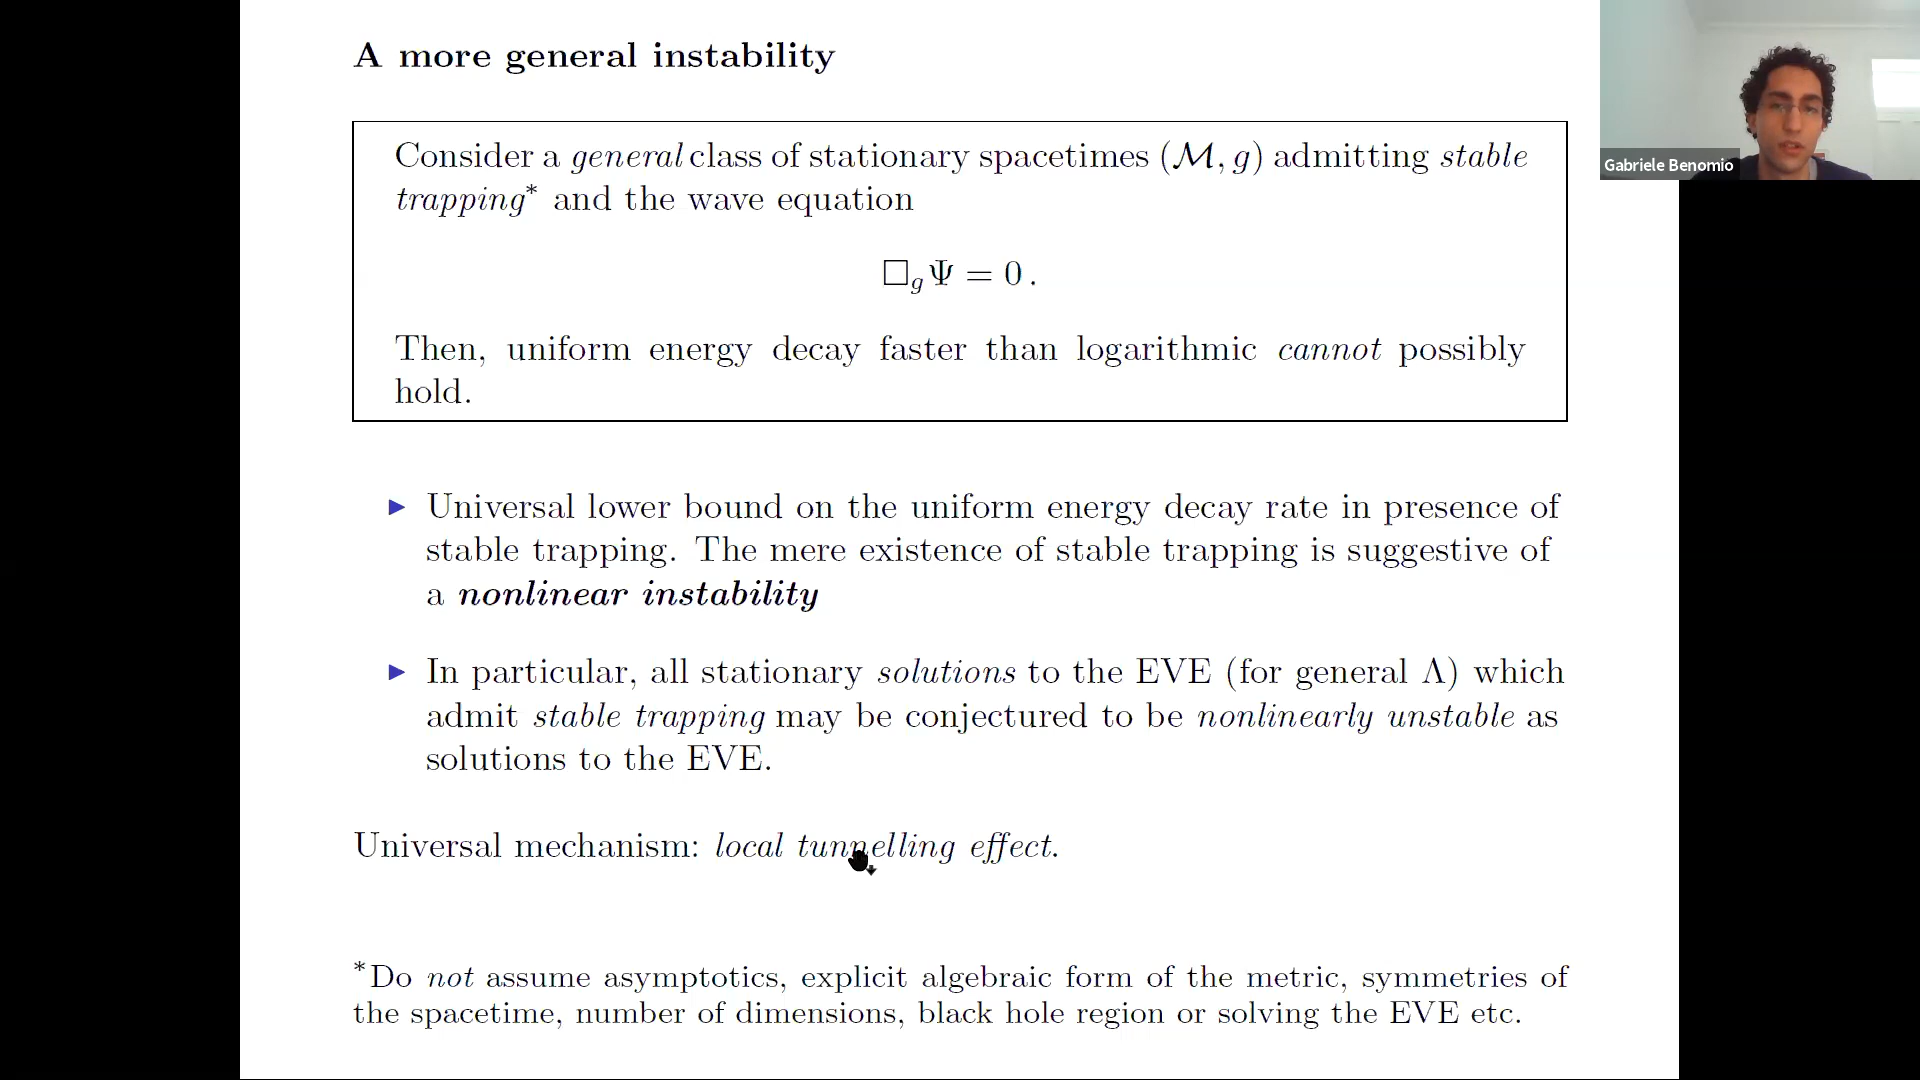 A more general instability
Gabriele Benomio
Consider a general class of stationary spacetimes (ℳ, g) admitting stable
trapping* and the wave equation
□_g Ψ = 0 .
Then, uniform energy decay faster than logarithmic cannot possibly
hold.
▶ Universal lower bound on the uniform energy decay rate in presence of
stable trapping. The mere existence of stable trapping is suggestive of
a nonlinear instability
▶ In particular, all stationary solutions to the EVE (for general Λ) which
admit stable trapping may be conjectured to be nonlinearly unstable as
solutions to the EVE.
Universal mechanism: local tunnelling effect.
*Do not assume asymptotics, explicit algebraic form of the metric, symmetries of
the spacetime, number of dimensions, black hole region or solving the EVE etc.